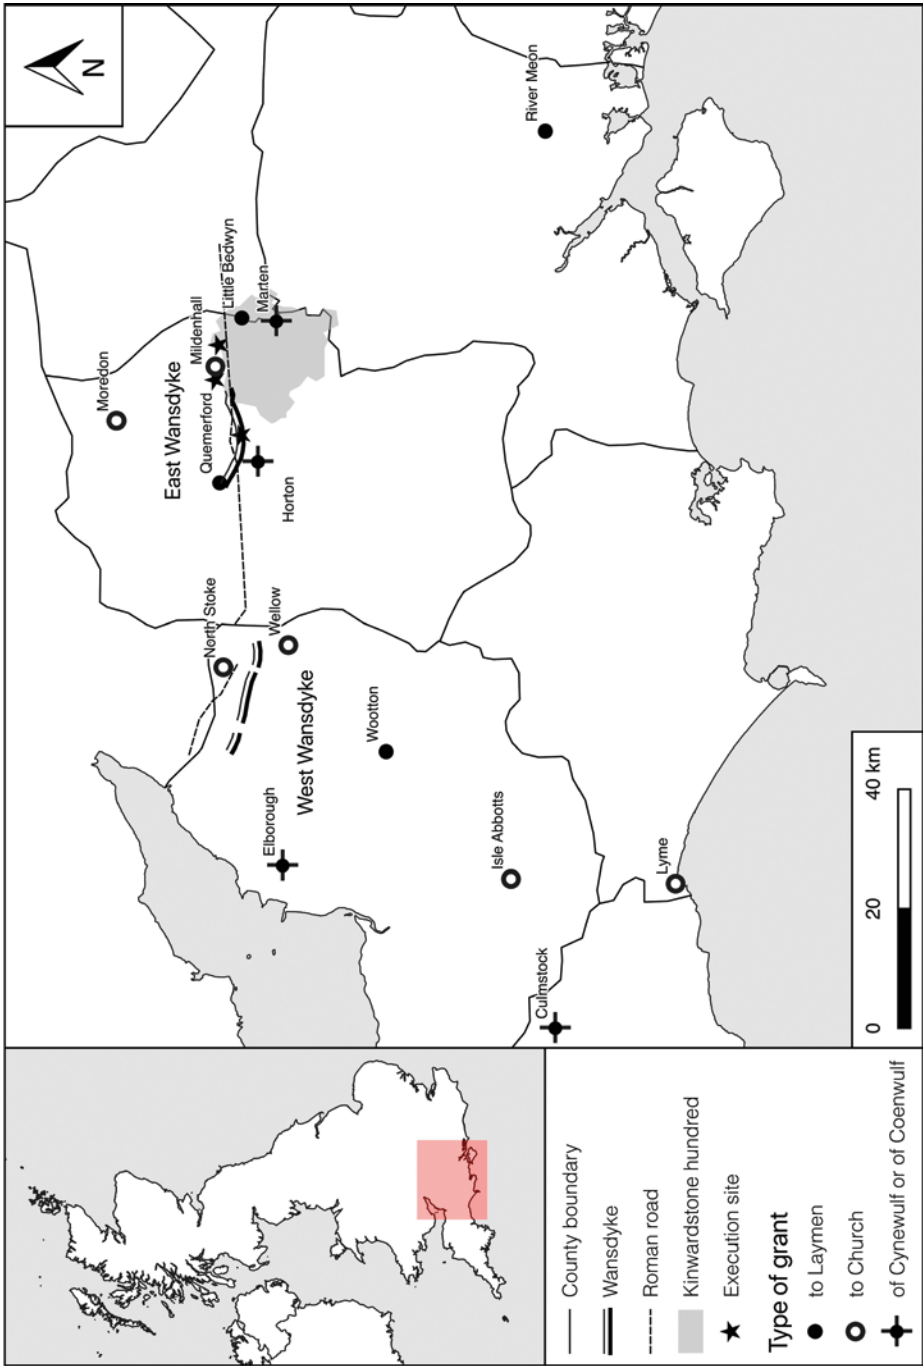 N
Moredon
East Wansdyke
Mildenhall
Quemerford
Little Bedwyn
Marten
Horton
River Meon
North Stoke
Wellow
West Wansdyke
Wootton
Elborough
Isle Abbotts
Lyme
Culmstock
0 20 40 km
County boundary
Wansdyke
Roman road
Kinwardstone hundred
Execution site
Type of grant
to Laymen
to Church
of Cynewulf or of Coenwulf